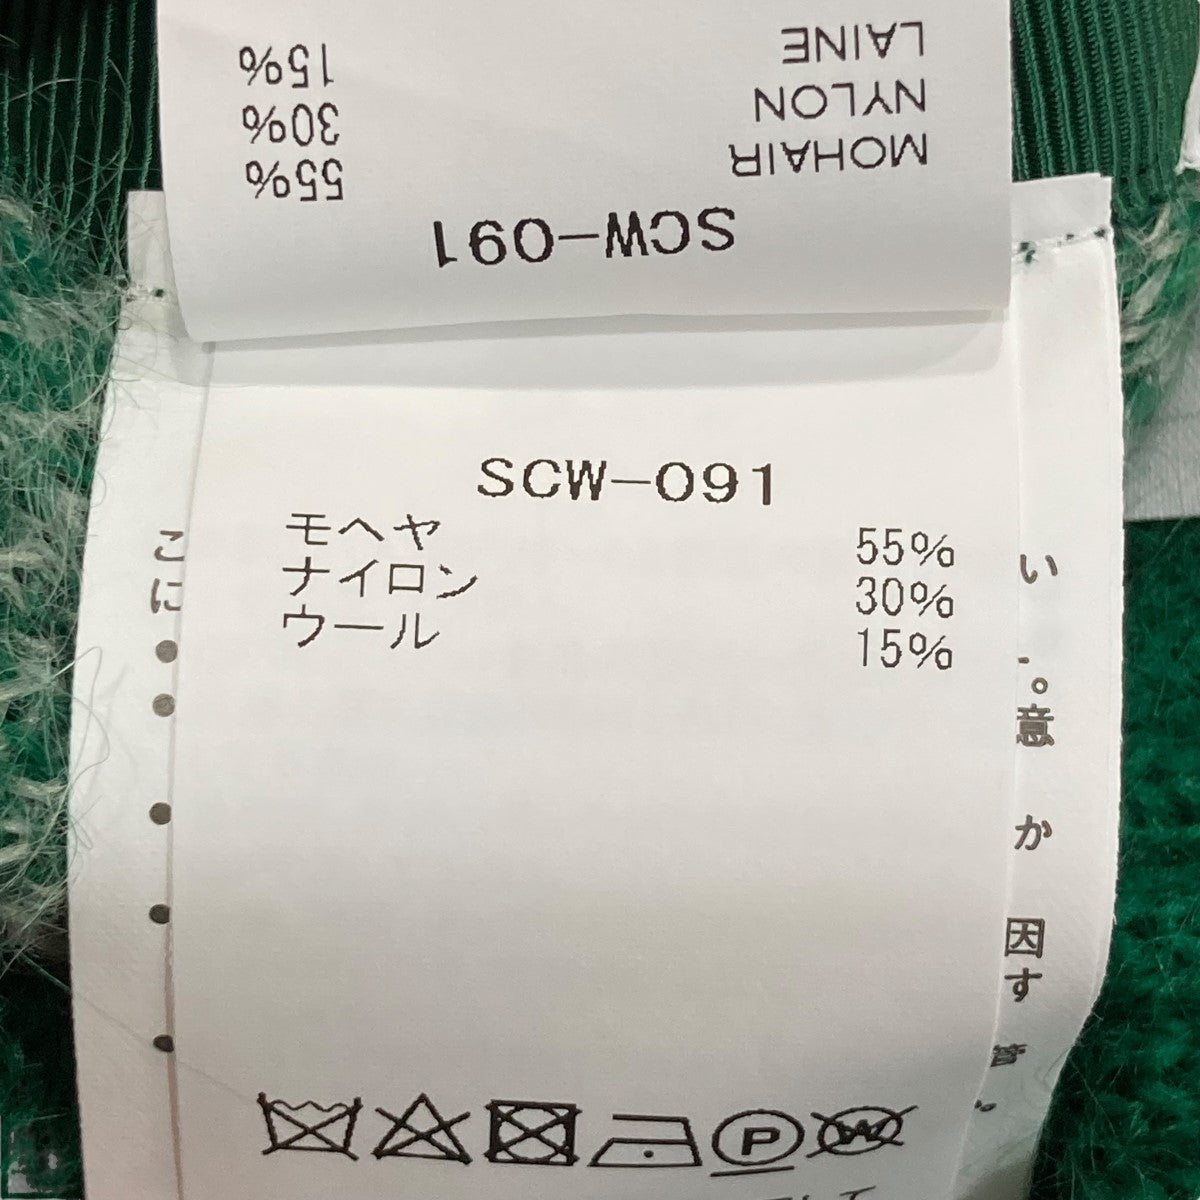 SCW-091
MOHAIR 55%
NYLON 30%
LAINE 15%
SCW-091
モヘヤ 55%
ナイロン 30%
ウール 15%
こ
に
い
。
意
か
因
す
管
P
W